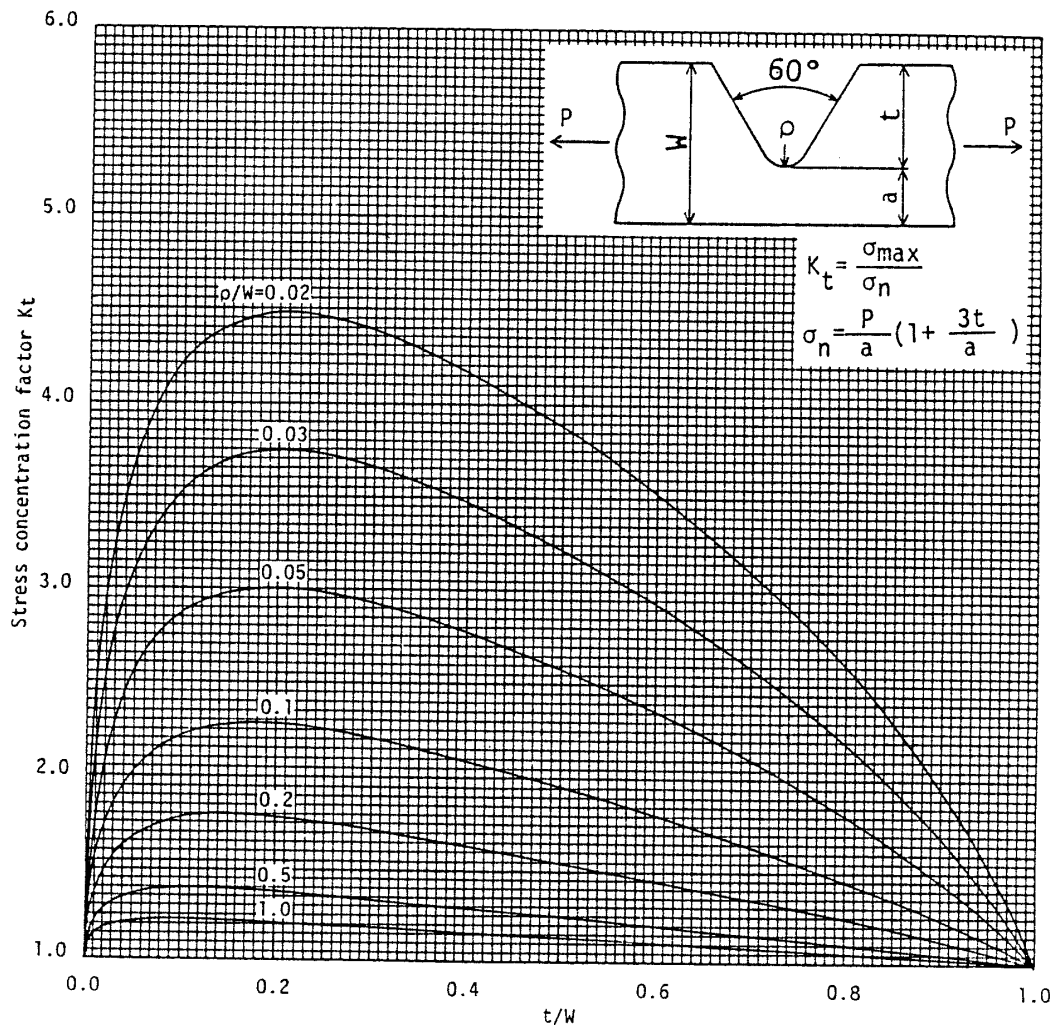 6.0
5.0
4.0
3.0
2.0
1.0
Stress concentration factor Kt
60°
P
P
W
ρ
t
a
Kt = σmax / σn
σn = P/a (1+ 3t/a )
ρ/W=0.02
0.03
0.05
0.1
0.2
0.5
1.0
0.0
0.2
0.4
0.6
0.8
1.0
t/W